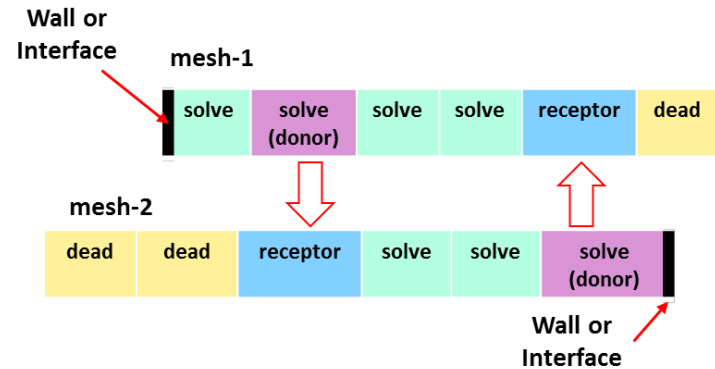 Wall or
Interface
mesh-1
solve solve solve solve receptor dead
(donor)
mesh-2
dead dead receptor solve solve solve
(donor)
Wall or
Interface